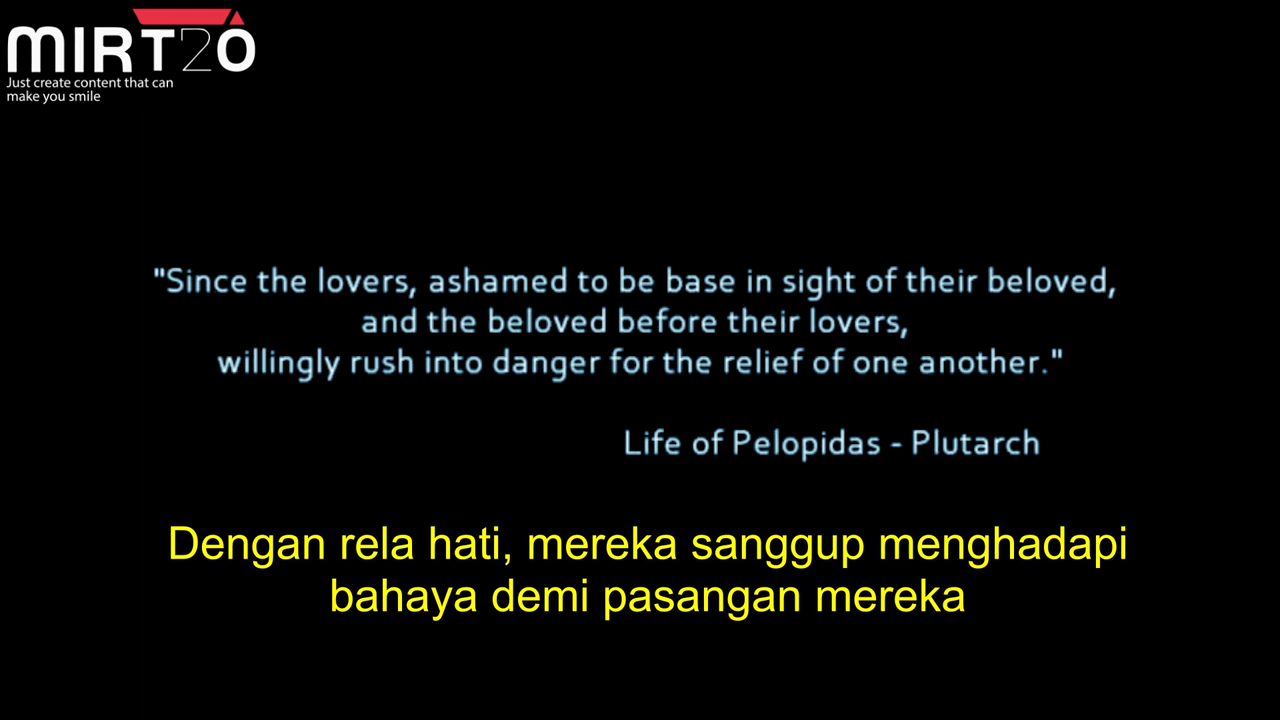 MIRT20
Just create content that can
make you smile
"Since the lovers, ashamed to be base in sight of their beloved,
and the beloved before their lovers,
willingly rush into danger for the relief of one another."
Life of Pelopidas - Plutarch
Dengan rela hati, mereka sanggup menghadapi
bahaya demi pasangan mereka